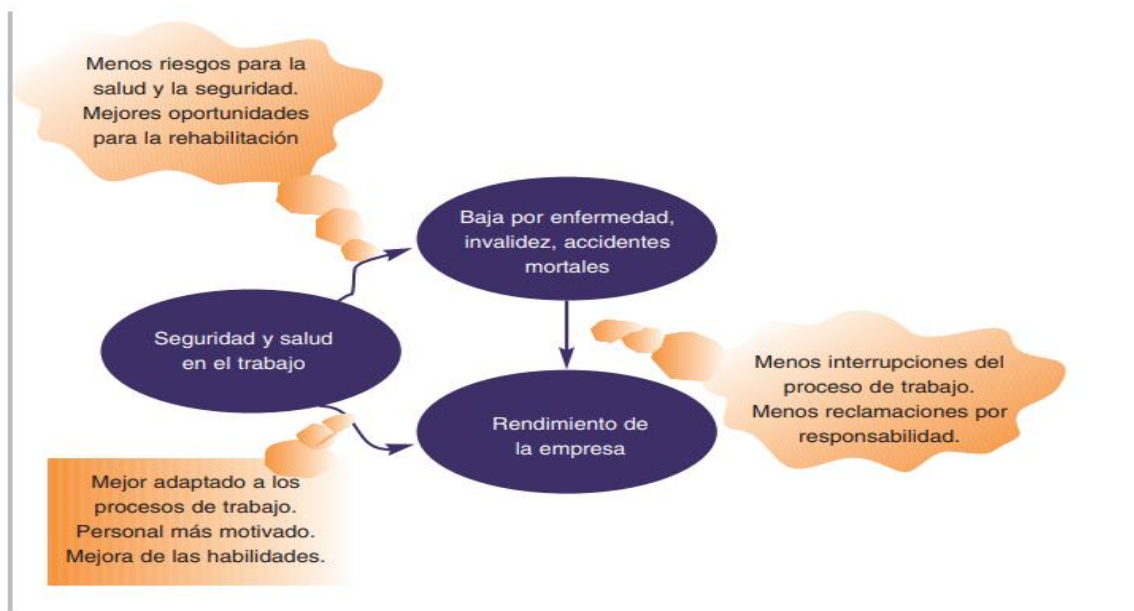 Menos riesgos para la
salud y la seguridad.
Mejores oportunidades
para la rehabilitación
Baja por enfermedad,
invalidez, accidentes
mortales
Seguridad y salud
en el trabajo
Menos interrupciones del
proceso de trabajo.
Menos reclamaciones por
responsabilidad.
Rendimiento de
la empresa
Mejor adaptado a los
procesos de trabajo.
Personal más motivado.
Mejora de las habilidades.